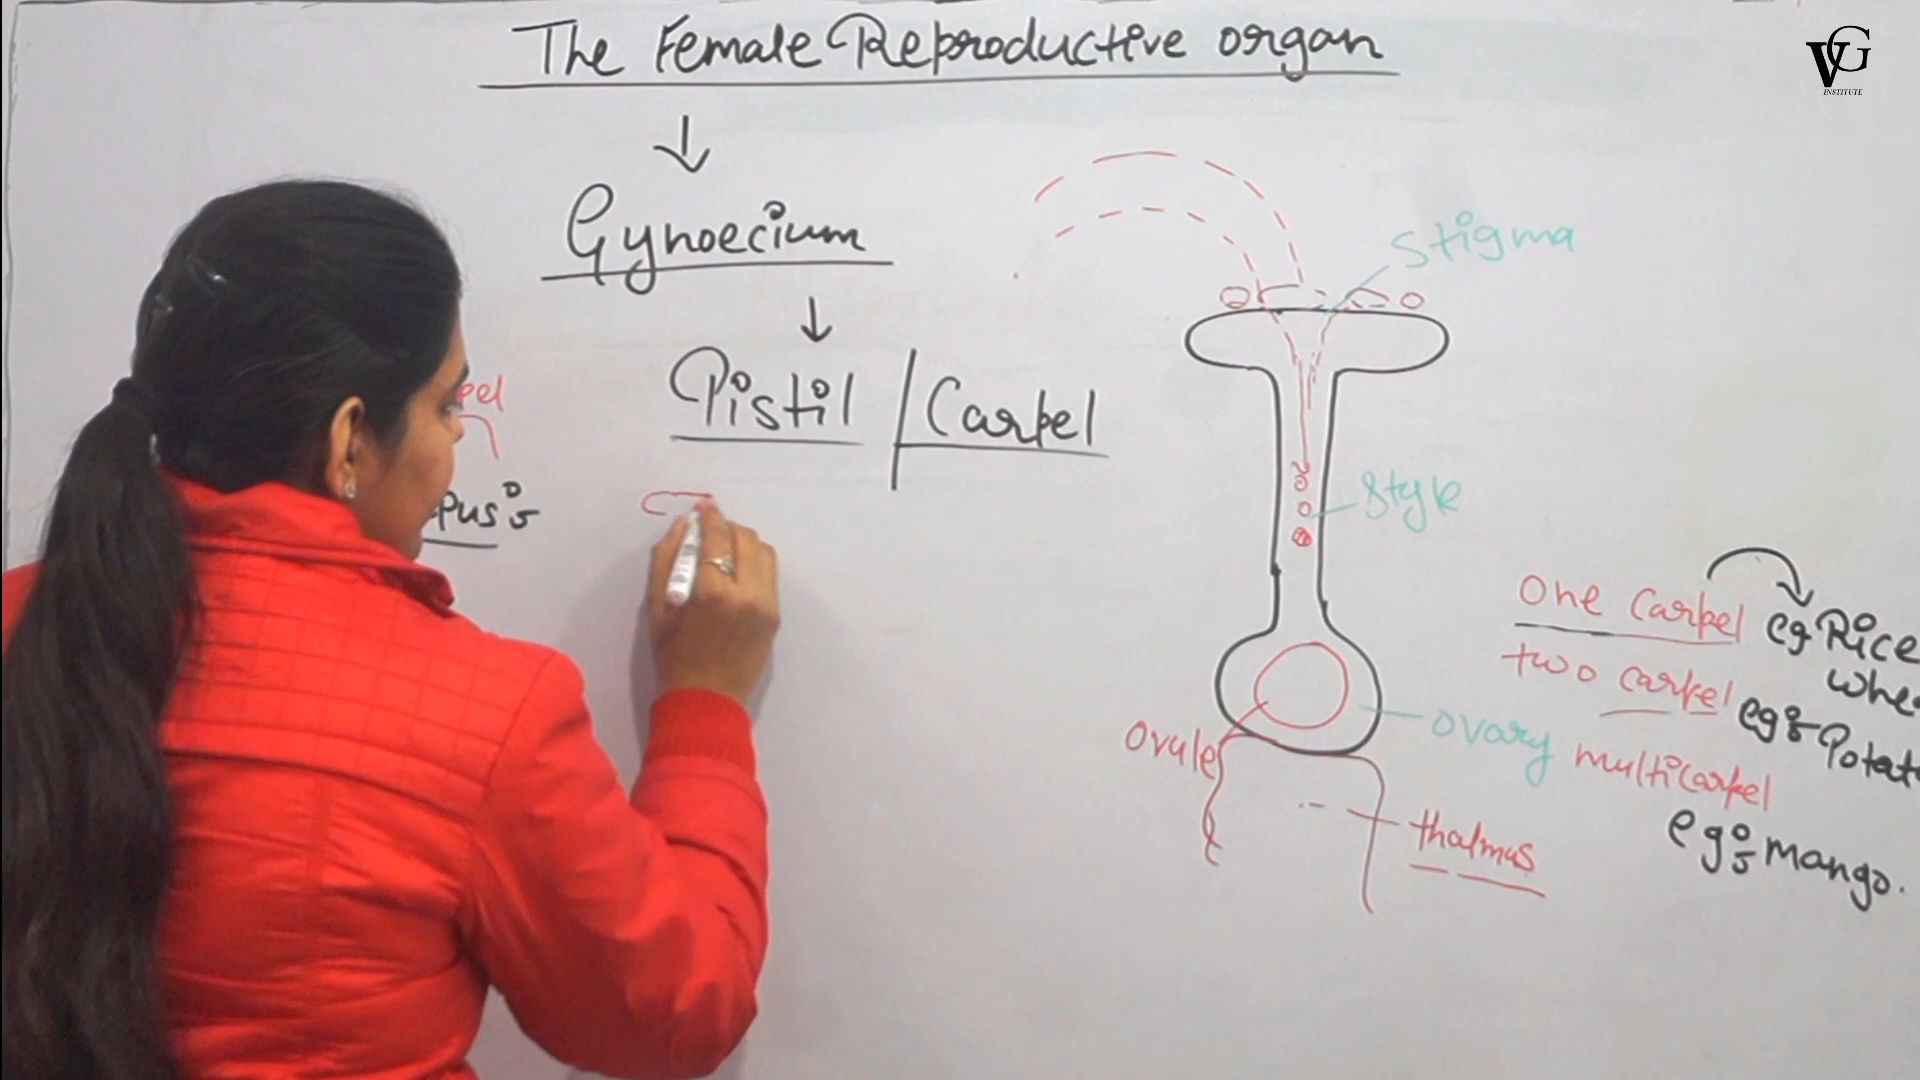 The Female Reproductive organ
VG
INSTITUTE
Gynoecium
Stigma
Pistil / Carpel
Style
One Carpel eg Rice
two carpel
eg:
Ovary
Ovule
multicarpel
thalmus
eg: mango.